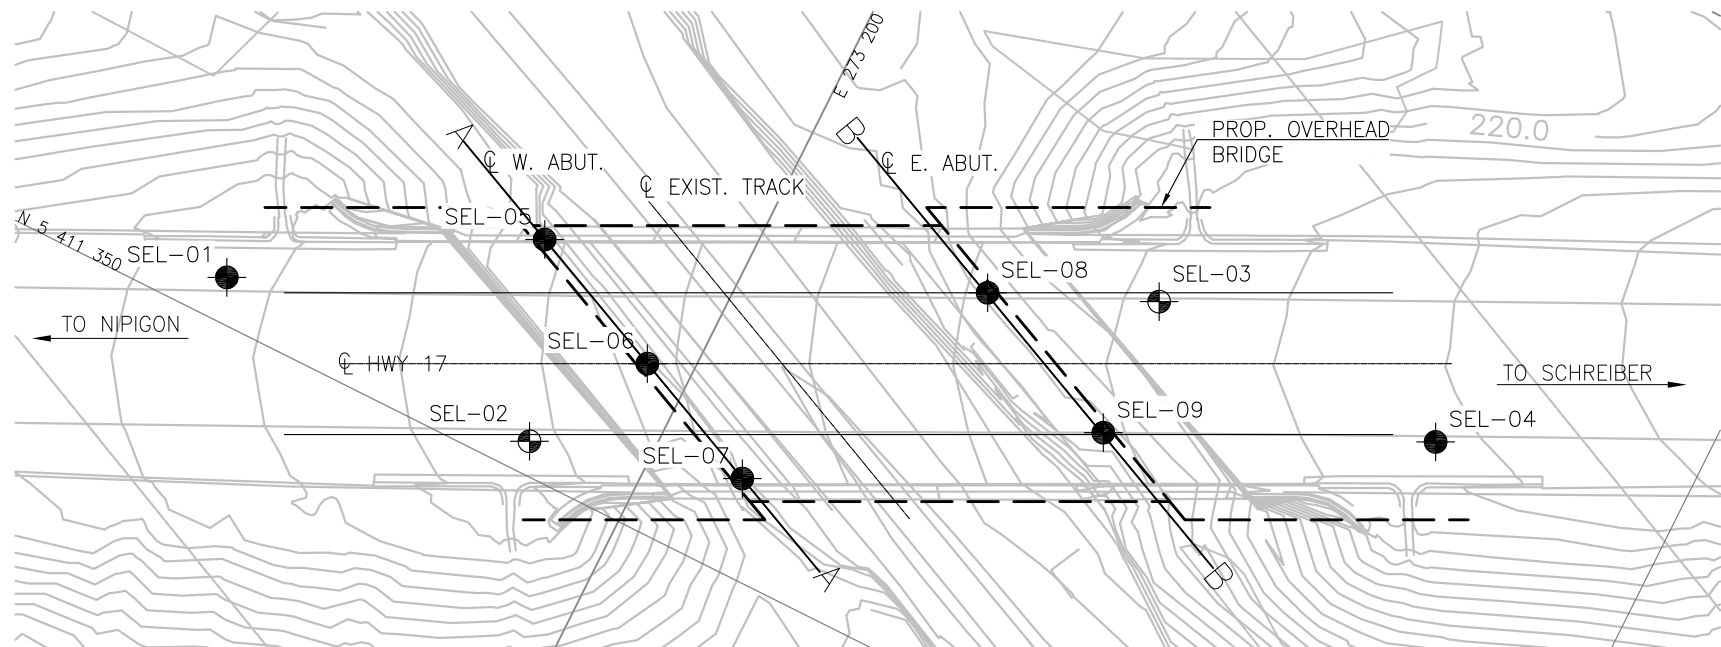 E 273 200
A
B
PROP. OVERHEAD
BRIDGE
220.0
℄ W. ABUT.
℄ E. ABUT.
℄ EXIST. TRACK
SEL-05
N 5 411 350
SEL-01
SEL-08
SEL-03
TO NIPIGON
SEL-06
℄ HWY 17
TO SCHREIBER
SEL-02
SEL-09
SEL-04
SEL-07
A
B